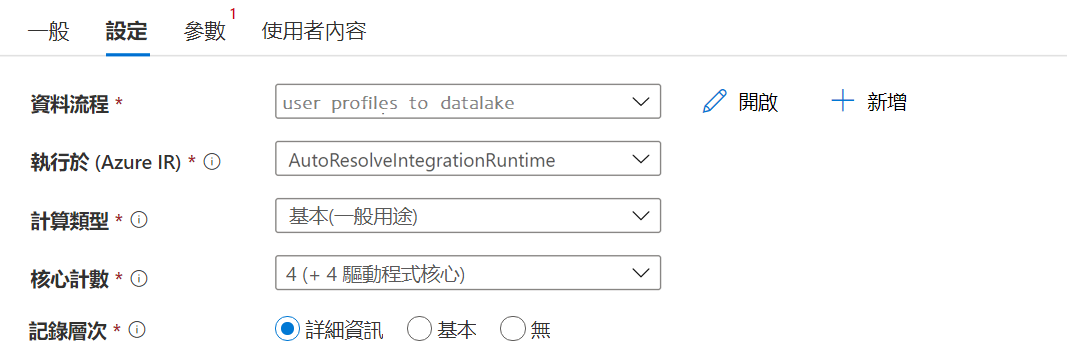 一般 設定 參數 1 使用者內容
資料流程 * user profiles to datalake 開啟 新增
執行於 (Azure IR) * AutoResolveIntegrationRuntime
計算類型 * 基本(一般用途)
核心計數 * 4 (+ 4 驅動程式核心)
記錄層次 * 詳細資訊 基本 無